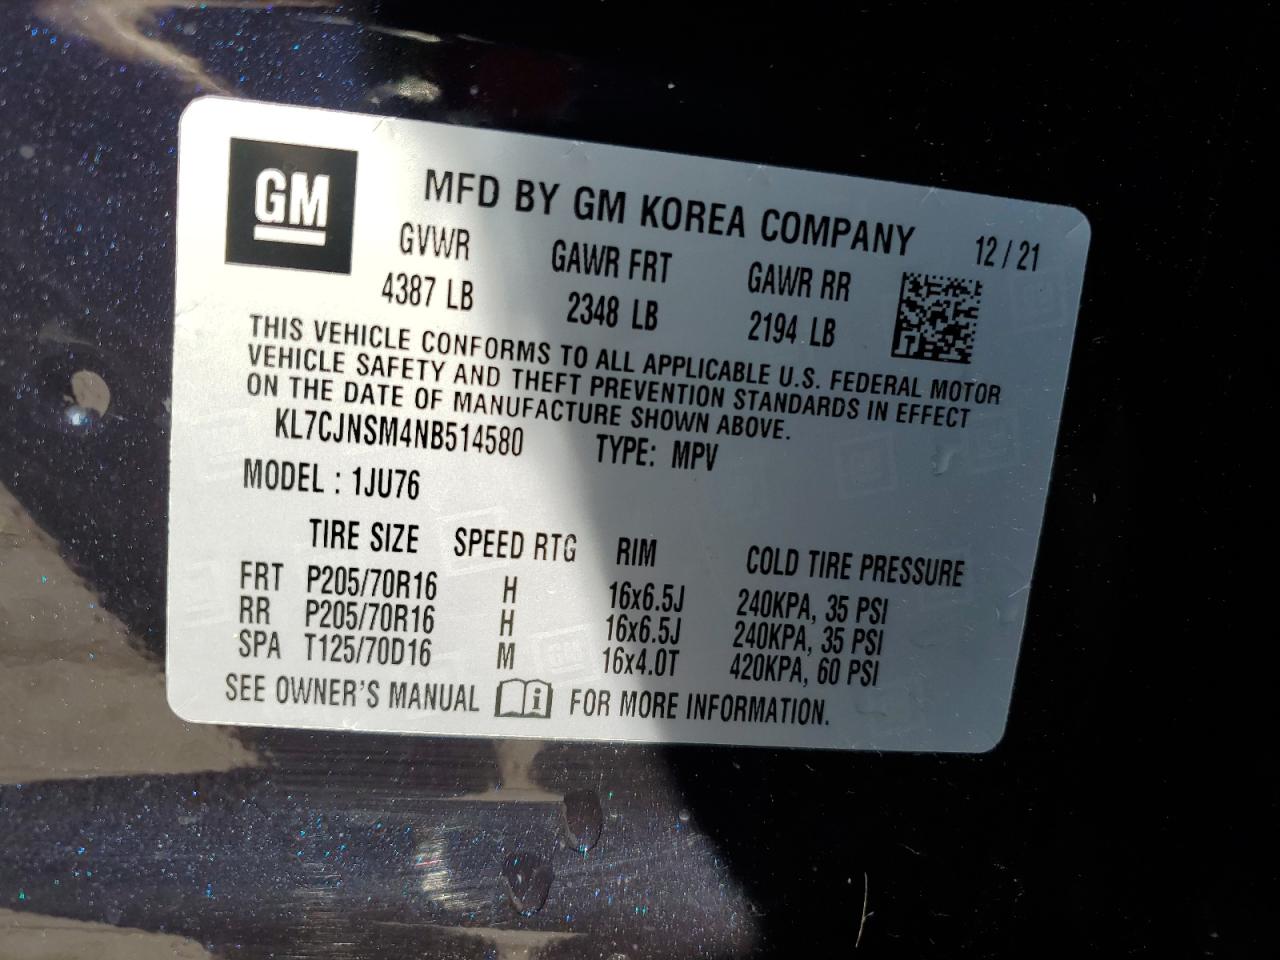 GM
MFD BY GM KOREA COMPANY 12/21
GVWR GAWR FRT GAWR RR
4387 LB 2348 LB 2194 LB
THIS VEHICLE CONFORMS TO ALL APPLICABLE U.S. FEDERAL MOTOR
VEHICLE SAFETY AND THEFT PREVENTION STANDARDS IN EFFECT
ON THE DATE OF MANUFACTURE SHOWN ABOVE.
KL7CJNSM4NB514580 TYPE: MPV
MODEL : 1JU76
TIRE SIZE SPEED RTG RIM COLD TIRE PRESSURE
FRT P205/70R16 H 16x6.5J 240KPA, 35 PSI
RR P205/70R16 H 16x6.5J 240KPA, 35 PSI
SPA T125/70D16 M 16x4.0T 420KPA, 60 PSI
SEE OWNER'S MANUAL i FOR MORE INFORMATION.